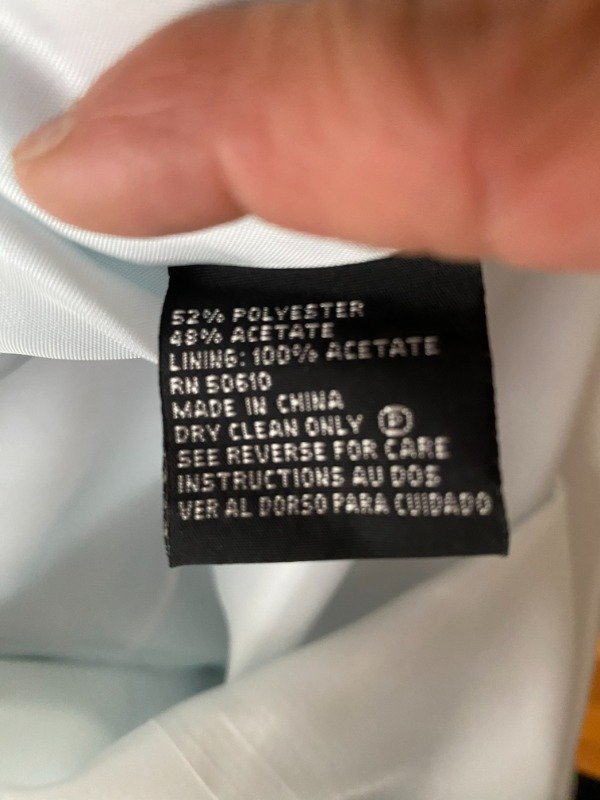 52% POLYESTER
48% ACETATE
LINING: 100% ACETATE
RN 50610
MADE IN CHINA
DRY CLEAN ONLY Ⓟ
SEE REVERSE FOR CARE
INSTRUCTIONS AU DOS
VER AL DORSO PARA CUIDADO